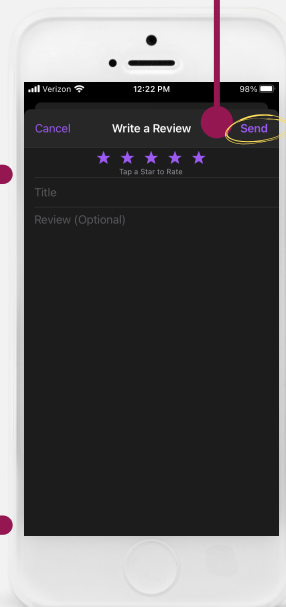 Verizon 12:22 PM 98%
Cancel Write a Review Send
Tap a Star to Rate
Title
Review (Optional)